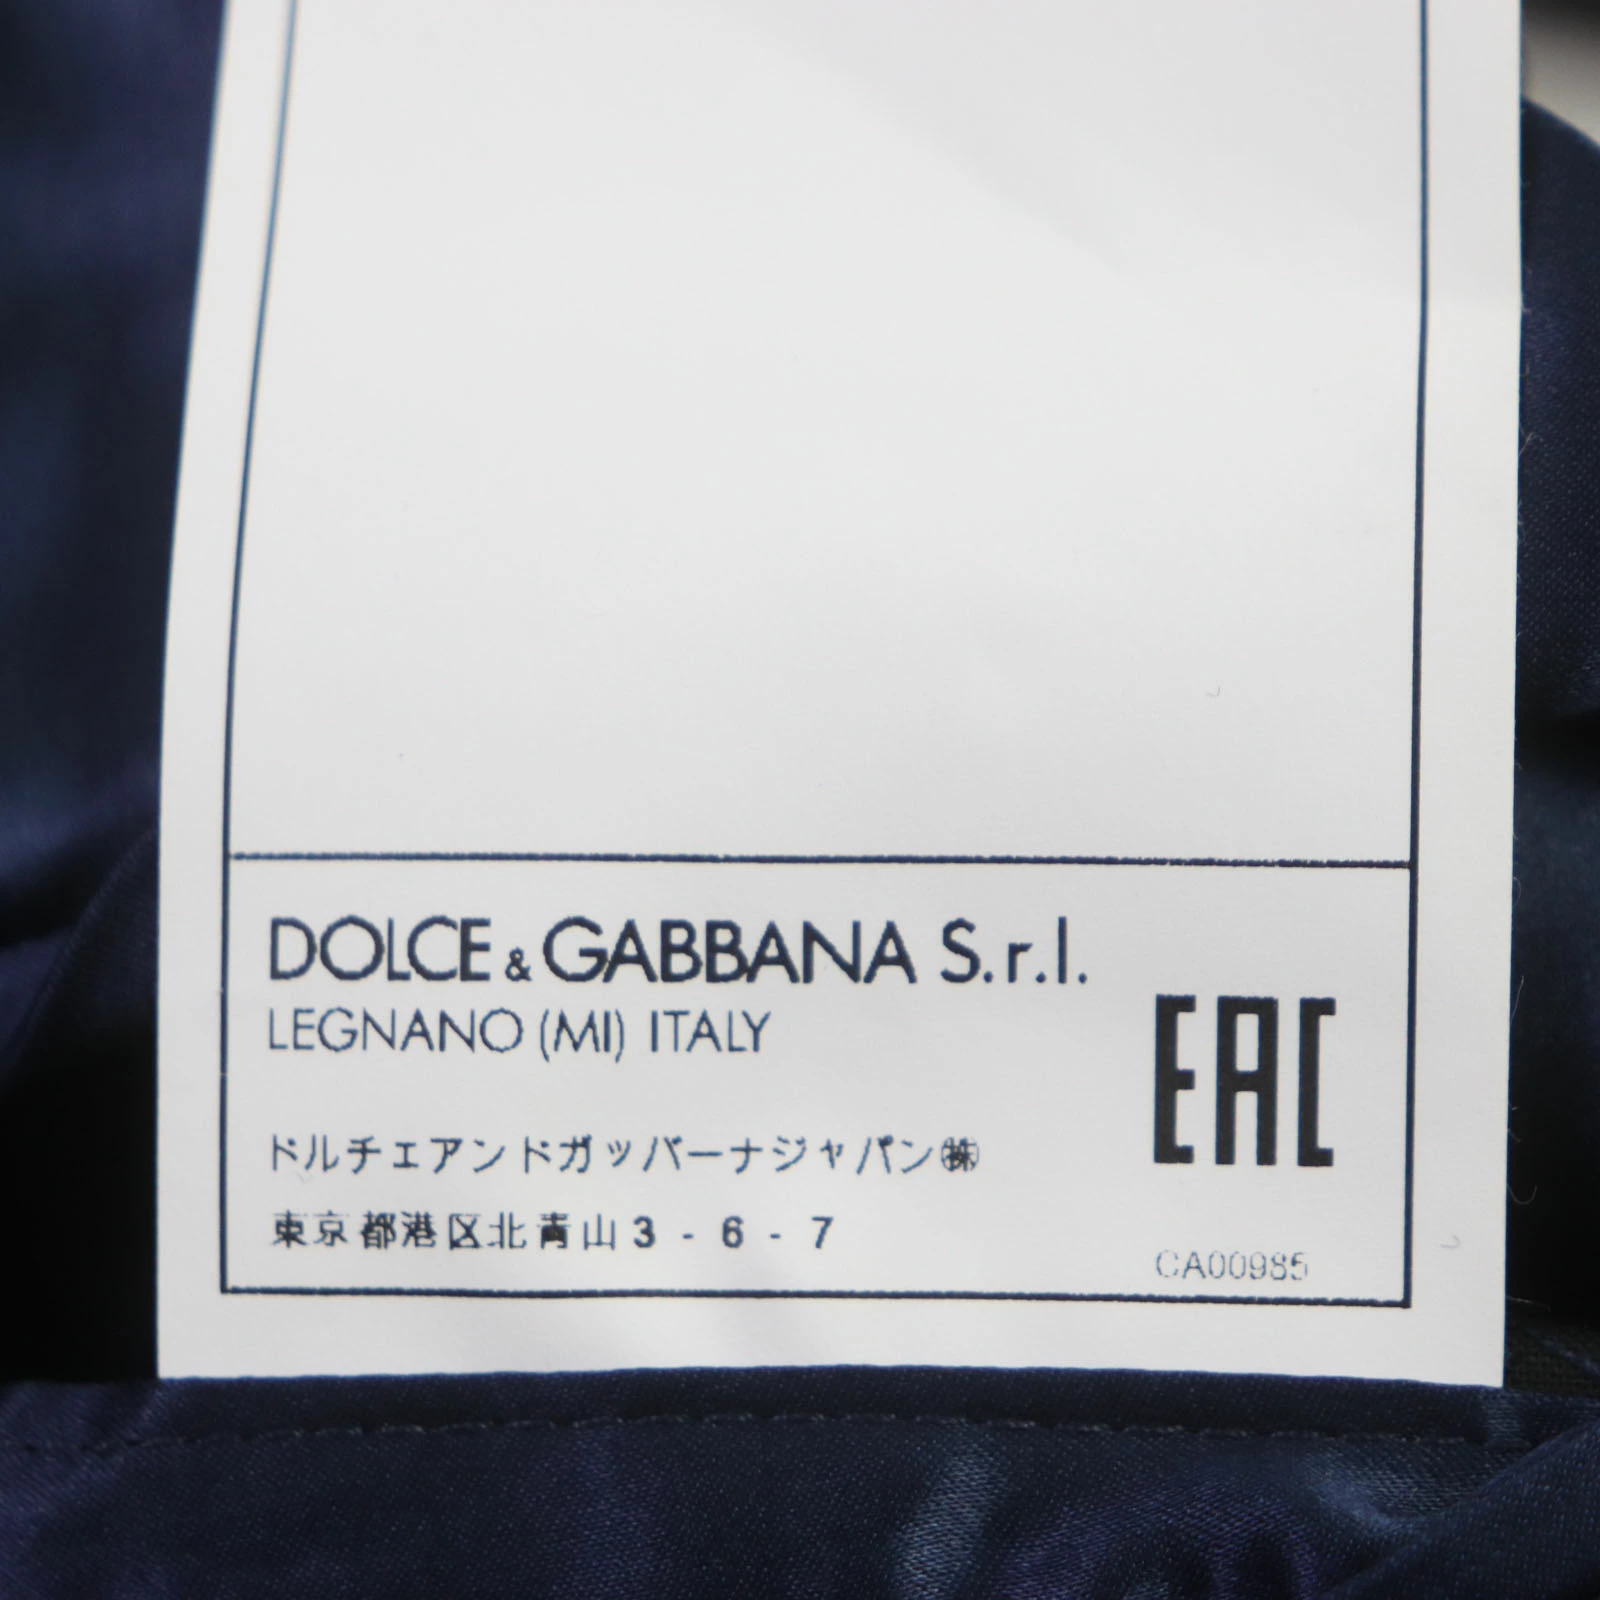 DOLCE & GABBANA S.r.l.
LEGNANO (MI) ITALY
EAC
ドルチェアンドガッバーナジャパン㈱
東京都港区北青山3-6-7
CA00985